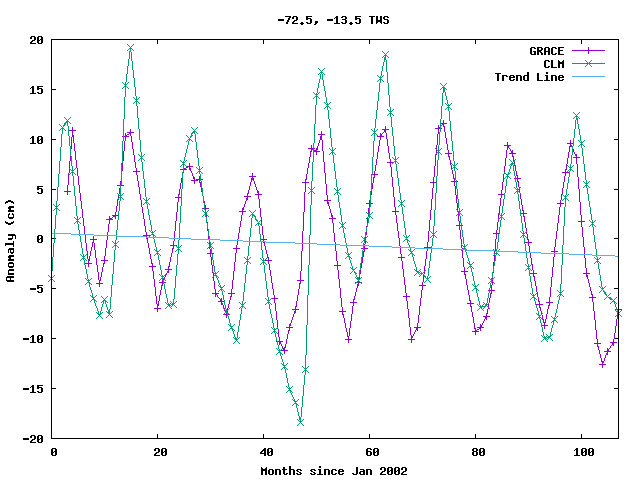 -72.5, -13.5 TWS
GRACE
CLM
Trend Line
20
15
10
5
0
-5
-10
-15
-20
Anomaly (cm)
0 20 40 60 80 100
Months since Jan 2002